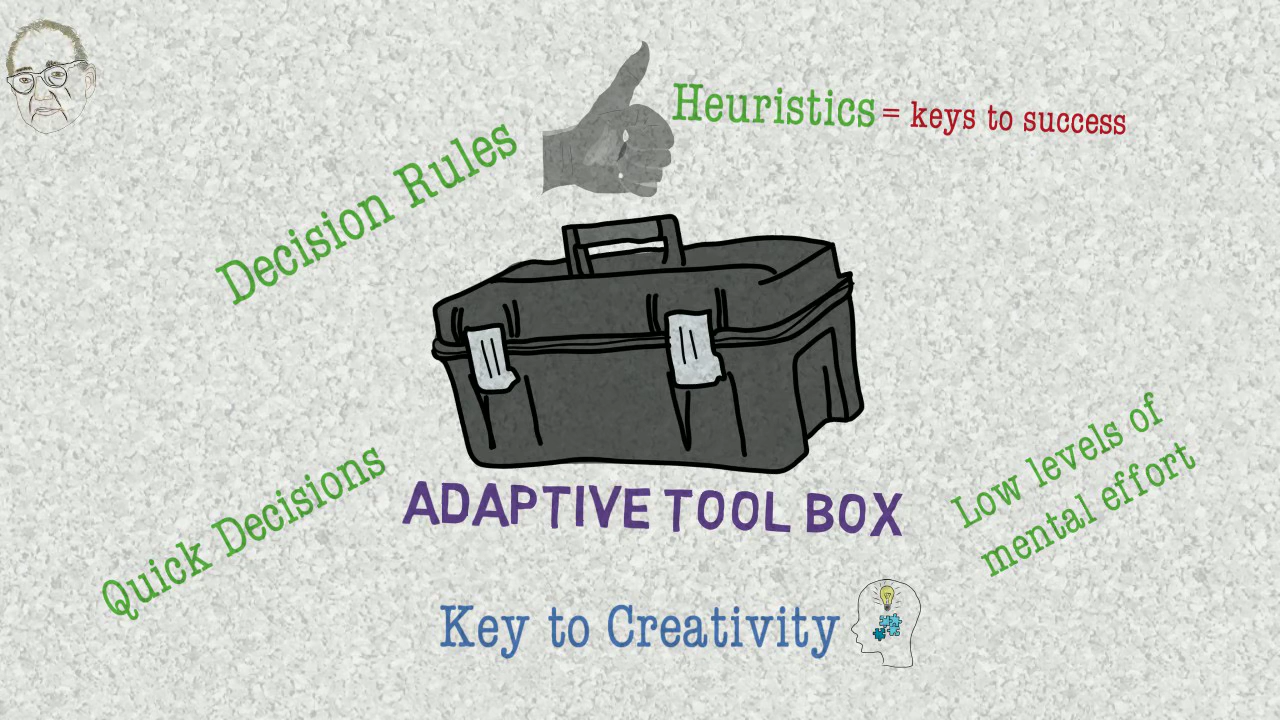 Heuristics = keys to success
Decision Rules
Quick Decisions
ADAPTIVE TOOL BOX
Low levels of
mental effort
Key to Creativity